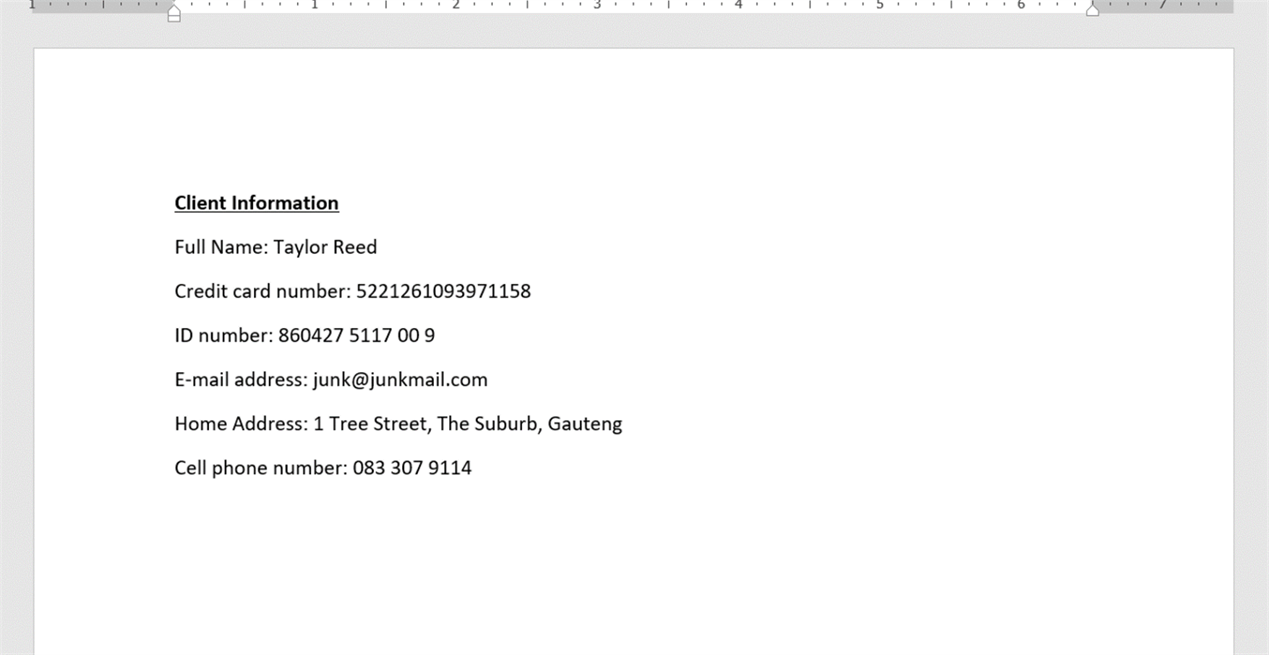 1 1 2 3 4 5 6 7
Client Information
Full Name: Taylor Reed
Credit card number: 5221261093971158
ID number: 860427 5117 00 9
E-mail address: junk@junkmail.com
Home Address: 1 Tree Street, The Suburb, Gauteng
Cell phone number: 083 307 9114